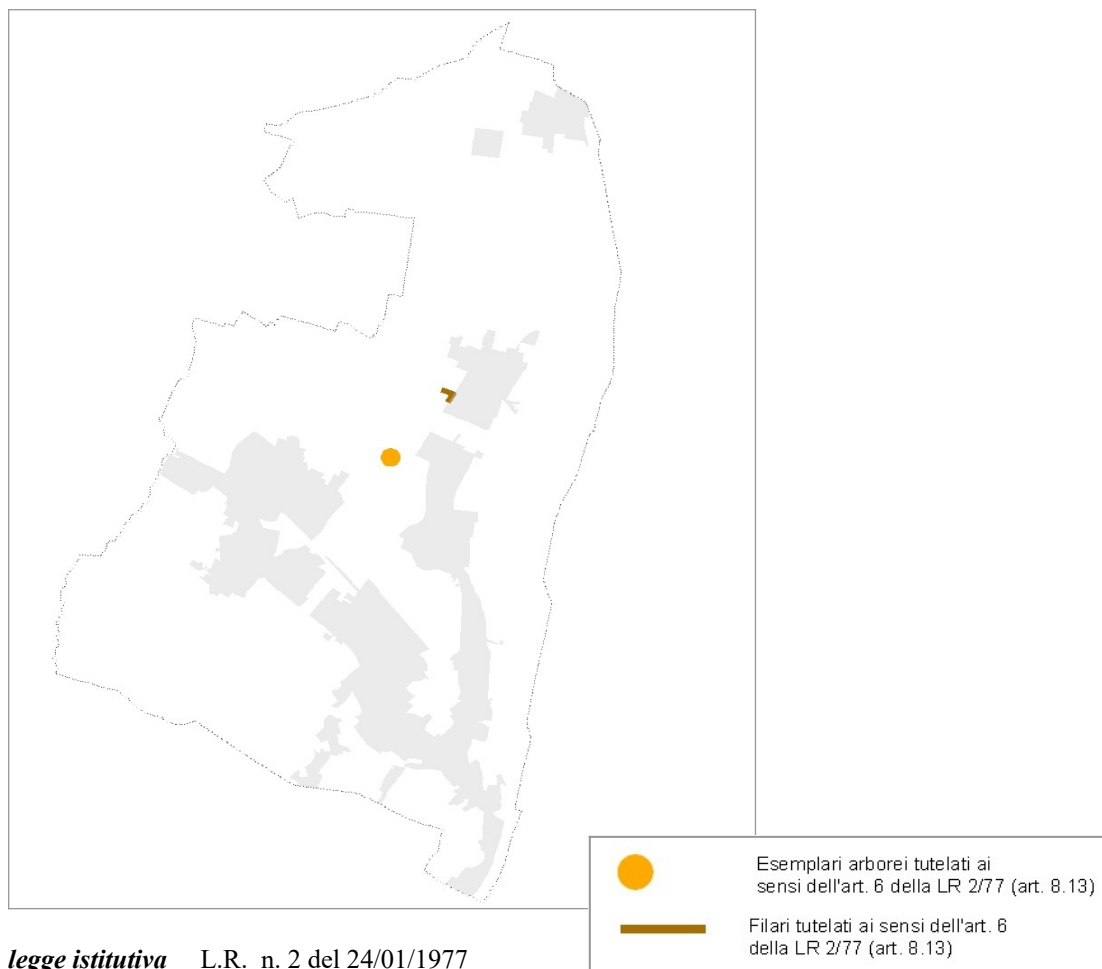 Esemplari arborei tutelati ai
sensi dell'art. 6 della LR 2/77 (art. 8.13)
Filari tutelati ai sensi dell'art. 6
della LR 2/77 (art. 8.13)
legge istitutiva L.R. n. 2 del 24/01/1977